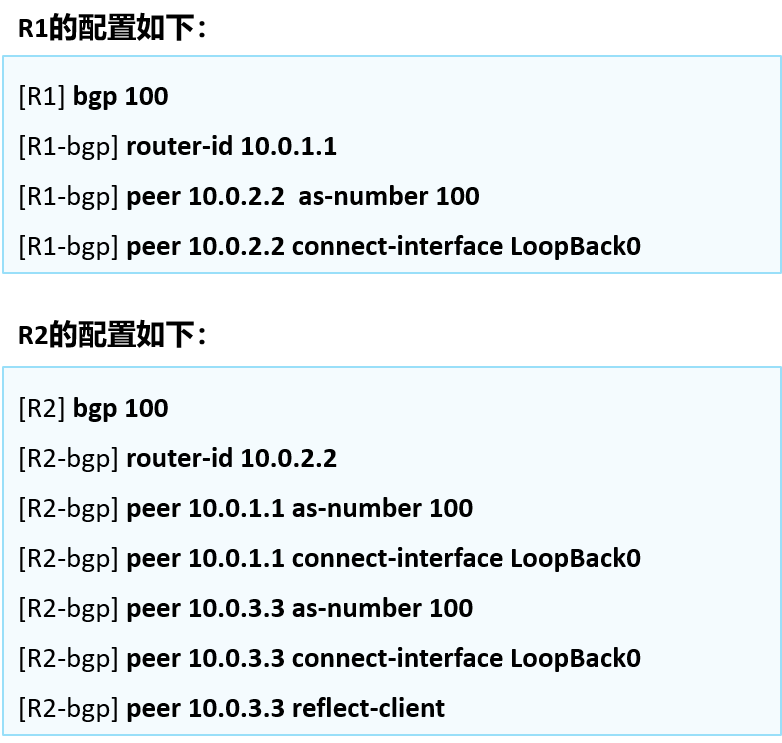 R1的配置如下：
[R1] bgp 100
[R1-bgp] router-id 10.0.1.1
[R1-bgp] peer 10.0.2.2  as-number 100
[R1-bgp] peer 10.0.2.2 connect-interface LoopBack0
R2的配置如下：
[R2] bgp 100
[R2-bgp] router-id 10.0.2.2
[R2-bgp] peer 10.0.1.1 as-number 100
[R2-bgp] peer 10.0.1.1 connect-interface LoopBack0
[R2-bgp] peer 10.0.3.3 as-number 100
[R2-bgp] peer 10.0.3.3 connect-interface LoopBack0
[R2-bgp] peer 10.0.3.3 reflect-client